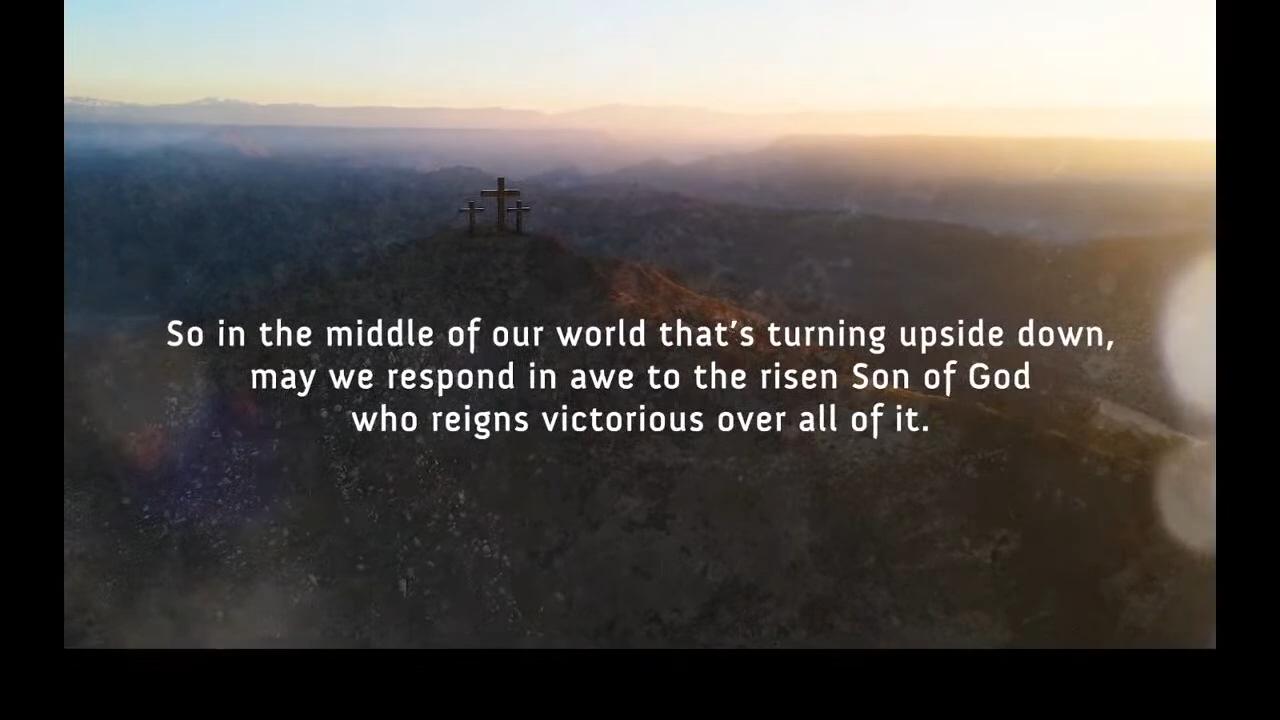 So in the middle of our world that's turning upside down,
may we respond in awe to the risen Son of God
who reigns victorious over all of it.